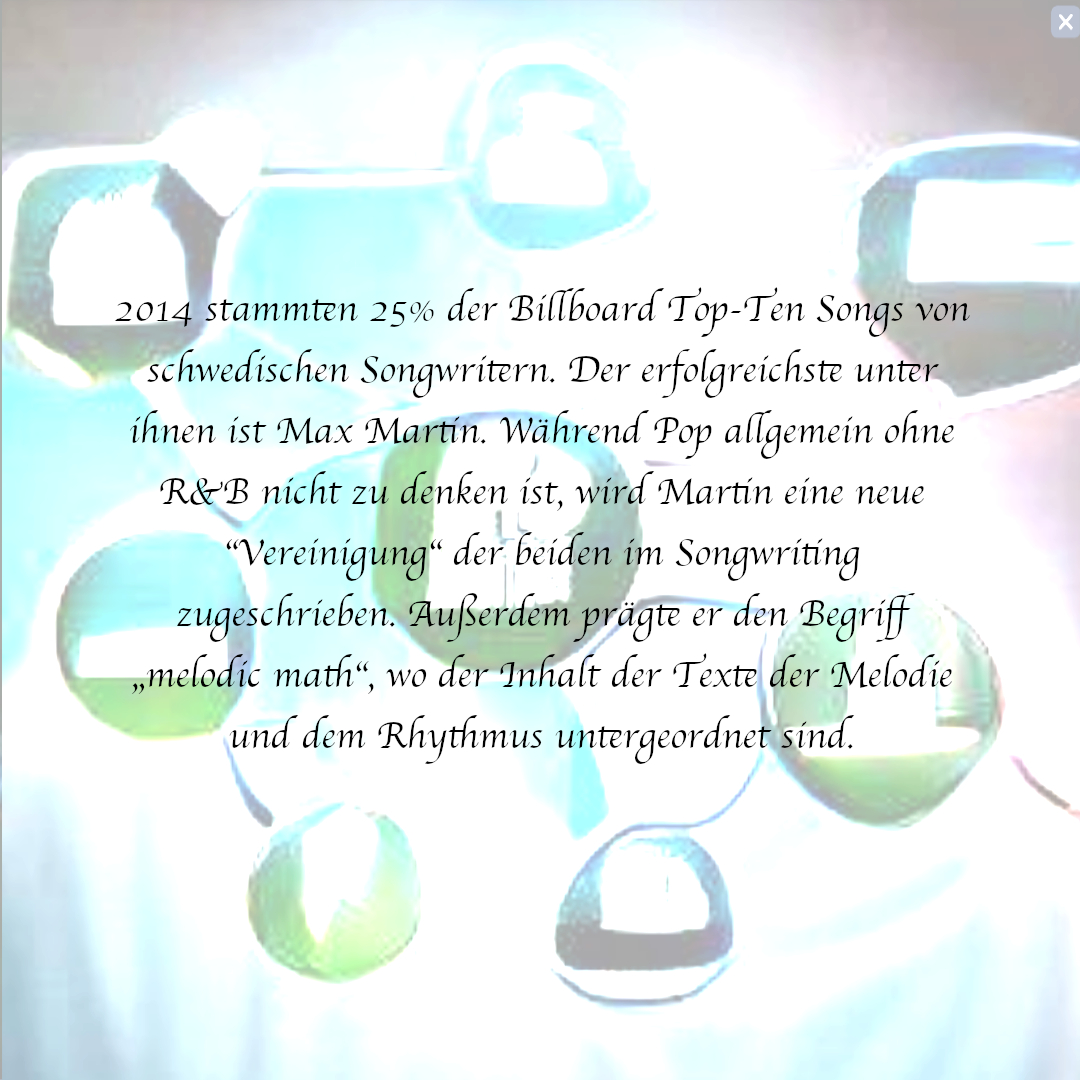 2014 stammten 25% der Billboard Top-Ten Songs von
schwedischen Songwritern. Der erfolgreichste unter
ihnen ist Max Martin. Während Pop allgemein ohne
R&B nicht zu denken ist, wird Martin eine neue
“Vereinigung“ der beiden im Songwriting
zugeschrieben. Außerdem prägte er den Begriff
„melodic math“, wo der Inhalt der Texte der Melodie
und dem Rhythmus untergeordnet sind.